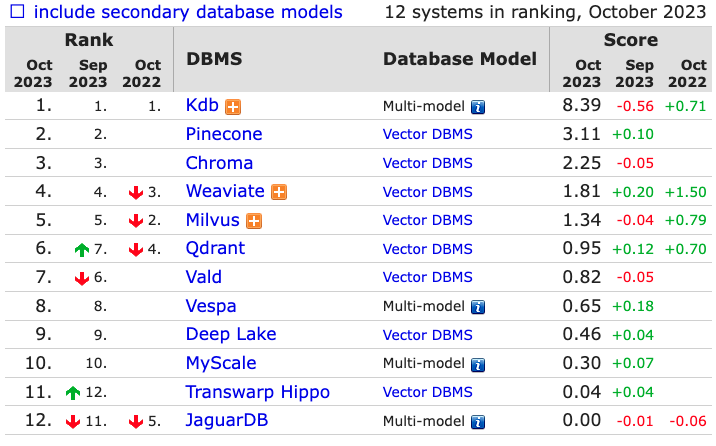 include secondary database models 12 systems in ranking, October 2023
Rank DBMS Database Model Score
Oct 2023 Sep 2023 Oct 2022 Oct 2023 Sep 2023 Oct 2022
1. 1. 1. Kdb Multi-model 8.39 -0.56 +0.71
2. 2. Pinecone Vector DBMS 3.11 +0.10
3. 3. Chroma Vector DBMS 2.25 -0.05
4. 4. 3. Weaviate Vector DBMS 1.81 +0.20 +1.50
5. 5. 2. Milvus Vector DBMS 1.34 -0.04 +0.79
6. 7. 4. Qdrant Vector DBMS 0.95 +0.12 +0.70
7. 6. Vald Vector DBMS 0.82 -0.05
8. 8. Vespa Multi-model 0.65 +0.18
9. 9. Deep Lake Vector DBMS 0.46 +0.04
10. 10. MyScale Multi-model 0.30 +0.07
11. 12. Transwarp Hippo Vector DBMS 0.04 +0.04
12. 11. 5. JaguarDB Multi-model 0.00 -0.01 -0.06